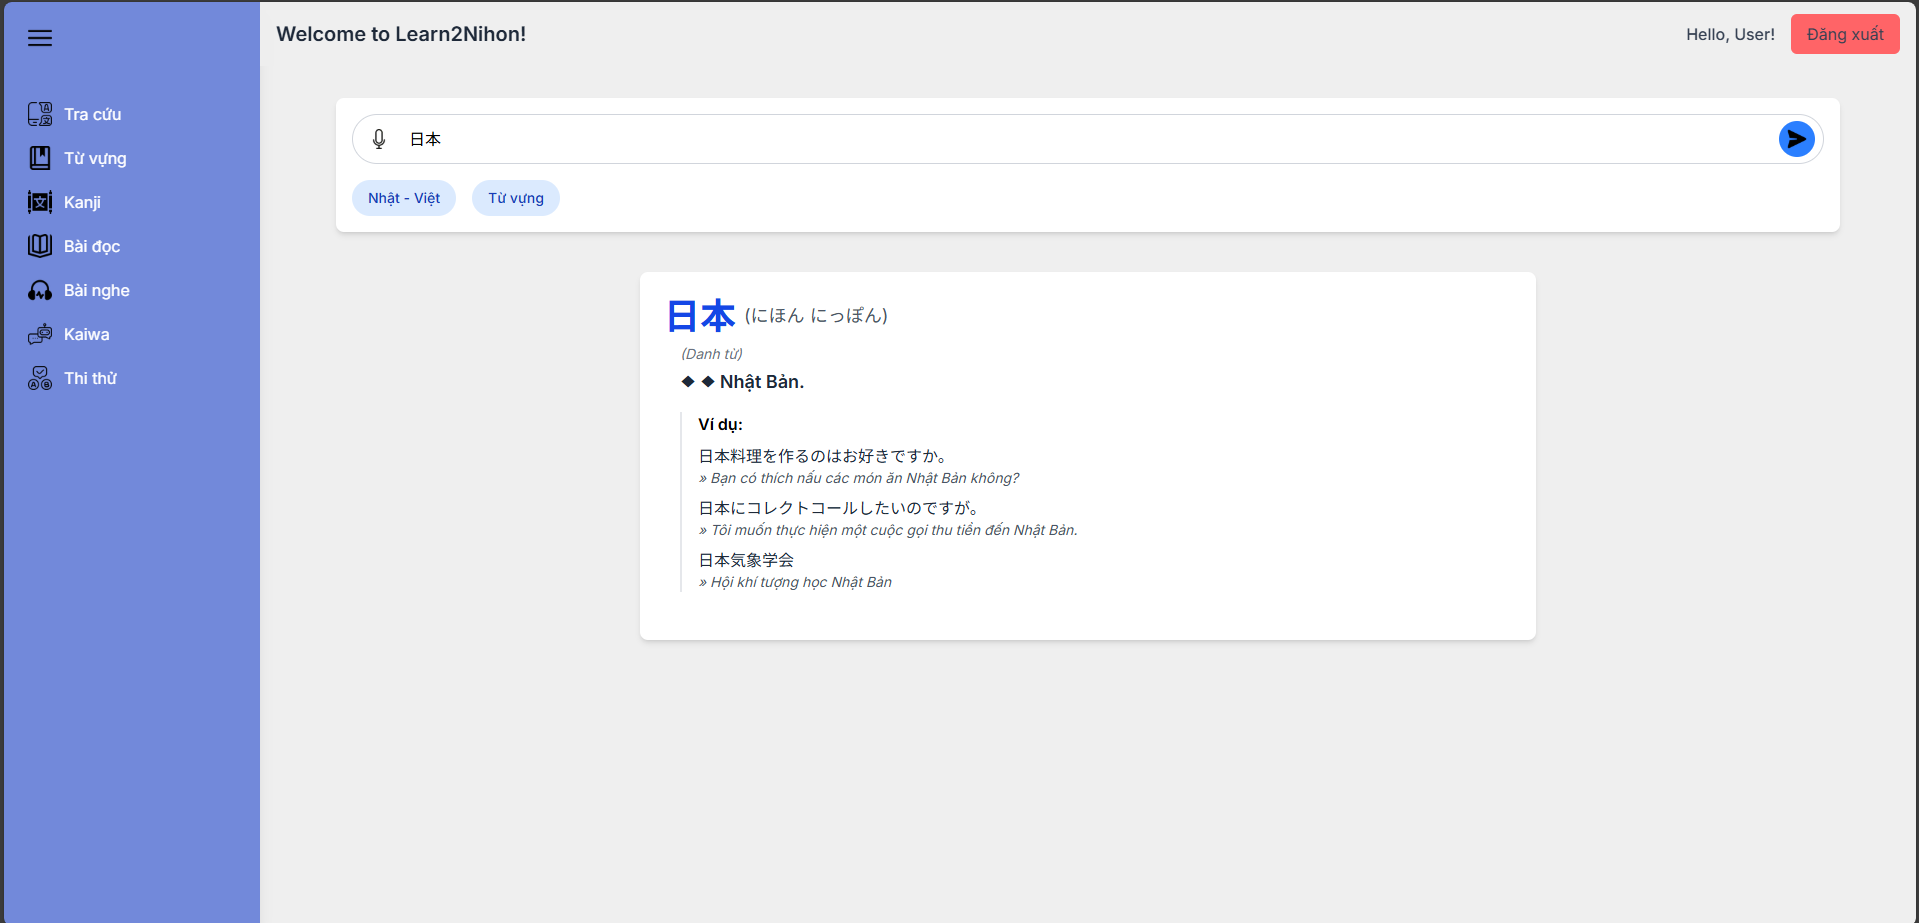 Welcome to Learn2Nihon!
Hello, User!
Đăng xuất
Tra cứu
Từ vựng
Kanji
Bài đọc
Bài nghe
Kaiwa
Thi thử
日本
Nhật - Việt
Từ vựng
日本 (にほん にっぽん)
(Danh từ)
◆ ◆ Nhật Bản.
Ví dụ:
日本料理を作るのはお好きですか。
» Bạn có thích nấu các món ăn Nhật Bản không?
日本にコレクトコールしたいのですが。
» Tôi muốn thực hiện một cuộc gọi thu tiền đến Nhật Bản.
日本気象学会
» Hội khí tượng học Nhật Bản